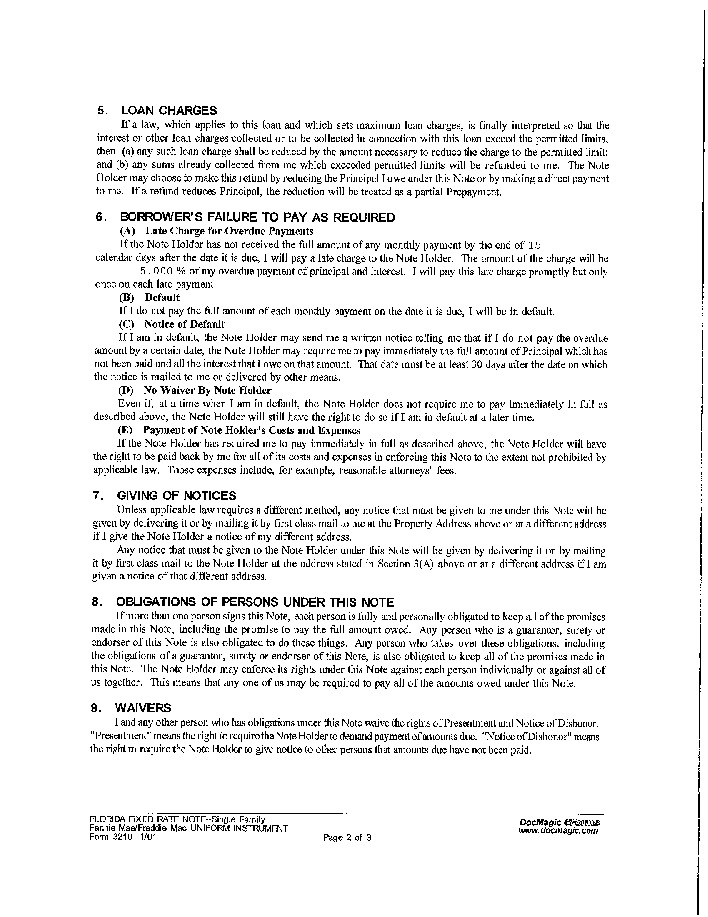 5. LOAN CHARGES
If a law, which applies to this loan and which sets maximum loan charges, is finally interpreted so that the
interest or other loan charges collected or to be collected in connection with this loan exceed the permitted limits,
then (a) any such loan charge shall be reduced by the amount necessary to reduce the charge to the permitted limit;
and (b) any sums already collected from me which exceeded permitted limits will be refunded to me. The Note
Holder may choose to make this refund by reducing the Principal I owe under this Note or by making a direct payment
to me. If a refund reduces Principal, the reduction will be treated as a partial Prepayment.
6. BORROWER'S FAILURE TO PAY AS REQUIRED
(A) Late Charge for Overdue Payments
If the Note Holder has not received the full amount of any monthly payment by the end of 15
calendar days after the date it is due, I will pay a late charge to the Note Holder. The amount of the charge will be
5.000 % of my overdue payment of principal and interest. I will pay this late charge promptly but only
once on each late payment
(B) Default
If I do not pay the full amount of each monthly payment on the date it is due, I will be in default.
(C) Notice of Default
If I am in default, the Note Holder may send me a written notice telling me that if I do not pay the overdue
amount by a certain date, the Note Holder may require me to pay immediately the full amount of Principal which has
not been paid and all the interest that I owe on that amount. That date must be at least 30 days after the date on which
the notice is mailed to me or delivered by other means.
(D) No Waiver By Note Holder
Even if, at a time when I am in default, the Note Holder does not require me to pay immediately in full as
described above, the Note Holder will still have the right to do so if I am in default at a later time.
(E) Payment of Note Holder's Costs and Expenses
If the Note Holder has required me to pay immediately in full as described above, the Note Holder will have
the right to be paid back by me for all of its costs and expenses in enforcing this Note to the extent not prohibited by
applicable law. Those expenses include, for example, reasonable attorneys' fees.
7. GIVING OF NOTICES
Unless applicable law requires a different method, any notice that must be given to me under this Note will be
given by delivering it or by mailing it by first class mail to me at the Property Address above or at a different address
if I give the Note Holder a notice of my different address.
Any notice that must be given to the Note Holder under this Note will be given by delivering it or by mailing
it by first class mail to the Note Holder at the address stated in Section 3(A) above or at a different address if I am
given a notice of that different address.
8. OBLIGATIONS OF PERSONS UNDER THIS NOTE
If more than one person signs this Note, each person is fully and personally obligated to keep all of the promises
made in this Note, including the promise to pay the full amount owed. Any person who is a guarantor, surety or
endorser of this Note is also obligated to do these things. Any person who takes over these obligations, including
the obligations of a guarantor, surety or endorser of this Note, is also obligated to keep all of the promises made in
this Note. The Note Holder may enforce its rights under this Note against each person individually or against all of
us together. This means that any one of us may be required to pay all of the amounts owed under this Note.
9. WAIVERS
I and any other person who has obligations under this Note waive the rights of Presentment and Notice of Dishonor.
"Presentment" means the right to require the Note Holder to demand payment of amounts due. "Notice of Dishonor" means
the right to require the Note Holder to give notice to other persons that amounts due have not been paid.
FLORIDA FIXED RATE NOTE--Single Family
Fannie Mae/Freddie Mac UNIFORM INSTRUMENT
Form 3210 1/01
Page 2 of 3
DocMagic
www.docmagic.com